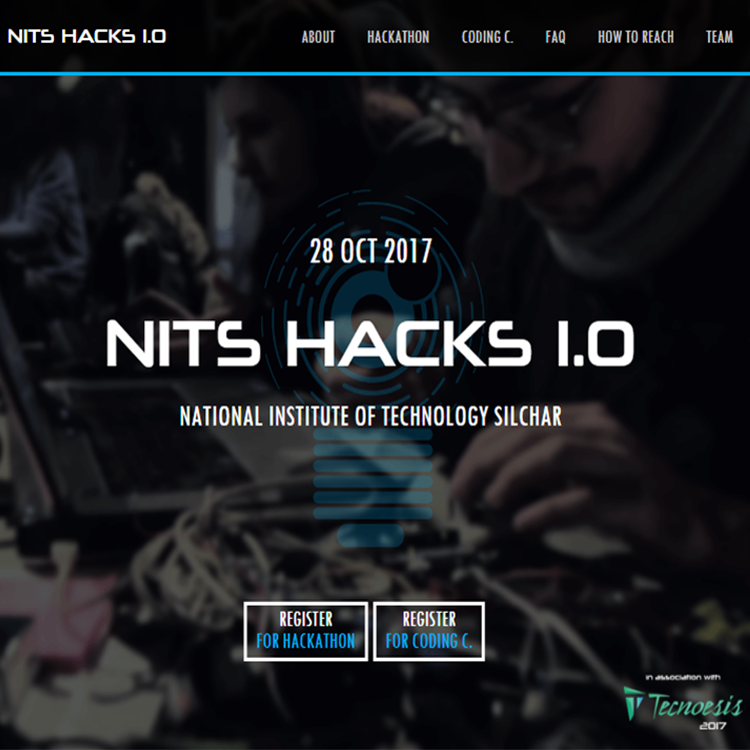 NITS HACKS 1.0
ABOUT HACKATHON CODING C. FAQ HOW TO REACH TEAM
28 OCT 2017
NITS HACKS 1.0
NATIONAL INSTITUTE OF TECHNOLOGY SILCHAR
REGISTER
FOR HACKATHON
REGISTER
FOR CODING C.
in association with
Tecnoesis
2017